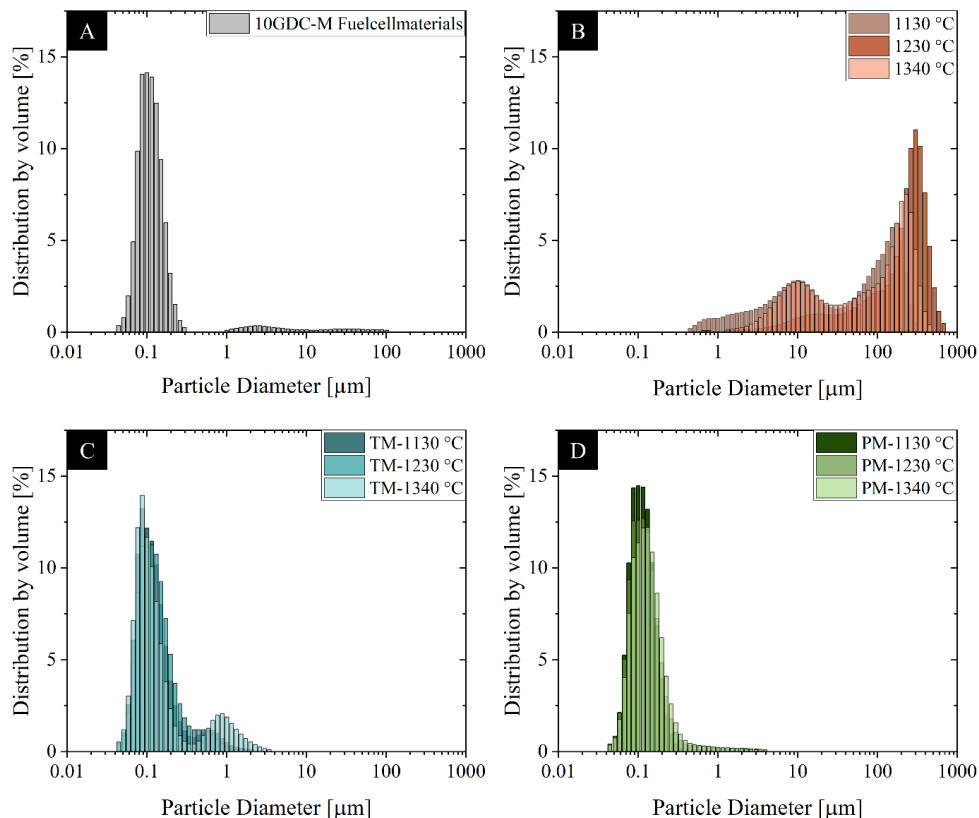 A
10GDC-M Fuelcellmaterials
Distribution by volume [%]
15
10
5
0
0.01 0.1 1 10 100 1000
Particle Diameter [µm]
B
1130 °C
1230 °C
1340 °C
Distribution by volume [%]
15
10
5
0
0.01 0.1 1 10 100 1000
Particle Diameter [µm]
C
TM-1130 °C
TM-1230 °C
TM-1340 °C
Distribution by volume [%]
15
10
5
0
0.01 0.1 1 10 100 1000
Particle Diameter [µm]
D
PM-1130 °C
PM-1230 °C
PM-1340 °C
Distribution by volume [%]
15
10
5
0
0.01 0.1 1 10 100 1000
Particle Diameter [µm]